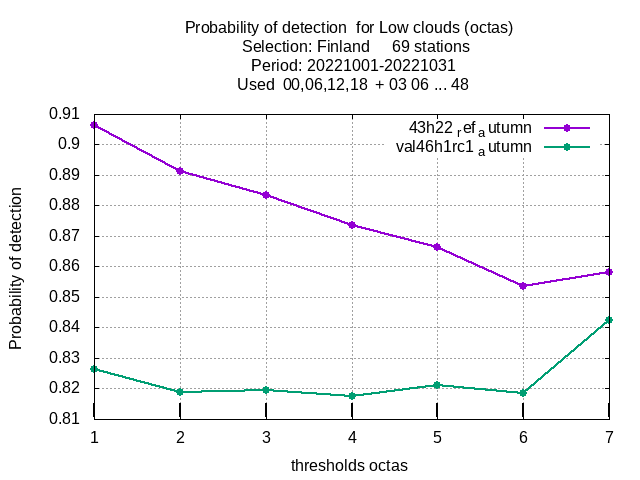 Probability of detection  for Low clouds (octas)
Selection: Finland     69 stations
Period: 20221001-20221031
Used  00,06,12,18  + 03 06 ... 48
0.91
0.9
0.89
0.88
0.87
0.86
0.85
0.84
0.83
0.82
0.81
Probability of detection
43h22ref autumn
val46h1rc1 autumn
1 2 3 4 5 6 7
thresholds octas